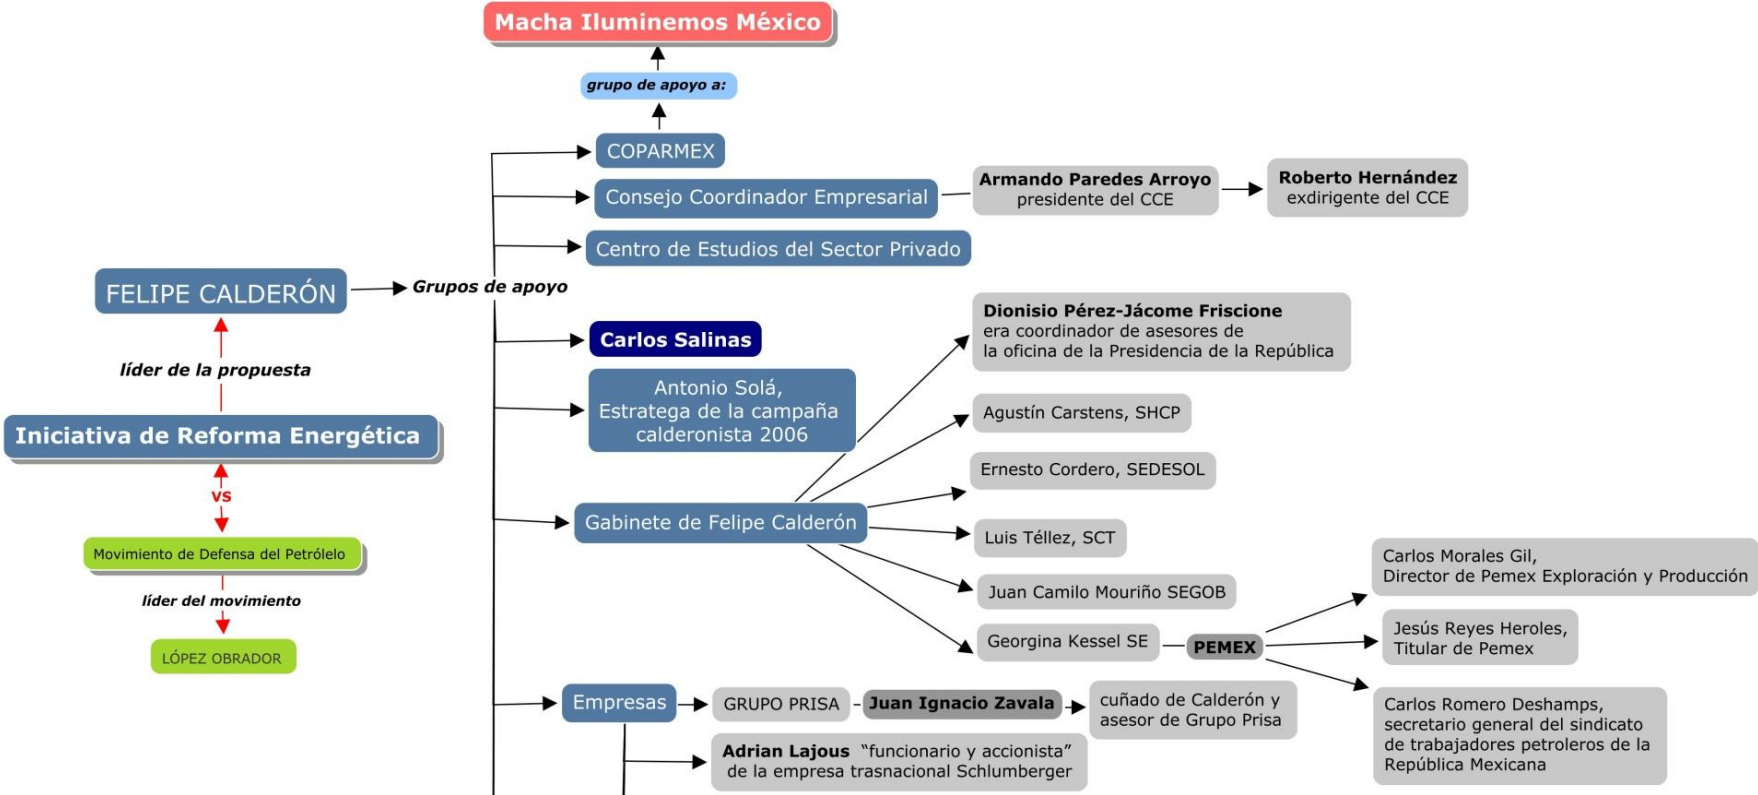 Macha Iluminemos México
grupo de apoyo a:
COPARMEX
Consejo Coordinador Empresarial
Armando Paredes Arroyo
presidente del CCE
Roberto Hernández
exdirigente del CCE
Centro de Estudios del Sector Privado
FELIPE CALDERÓN
Grupos de apoyo
Carlos Salinas
Antonio Solá,
Estratega de la campaña
calderonista 2006
Dionisio Pérez-Jácome Friscione
era coordinador de asesores de
la oficina de la Presidencia de la República
líder de la propuesta
Iniciativa de Reforma Energética
vs
Movimiento de Defensa del Petrólelo
líder del movimiento
LÓPEZ OBRADOR
Gabinete de Felipe Calderón
Agustín Carstens, SHCP
Ernesto Cordero, SEDESOL
Luis Téllez, SCT
Juan Camilo Mouriño SEGOB
Georgina Kessel SE
PEMEX
Carlos Morales Gil,
Director de Pemex Exploración y Producción
Jesús Reyes Heroles,
Titular de Pemex
Carlos Romero Deshamps,
secretario general del sindicato
de trabajadores petroleros de la
República Mexicana
Empresas
GRUPO PRISA
Juan Ignacio Zavala
cuñado de Calderón y
asesor de Grupo Prisa
Adrian Lajous “funcionario y accionista”
de la empresa trasnacional Schlumberger